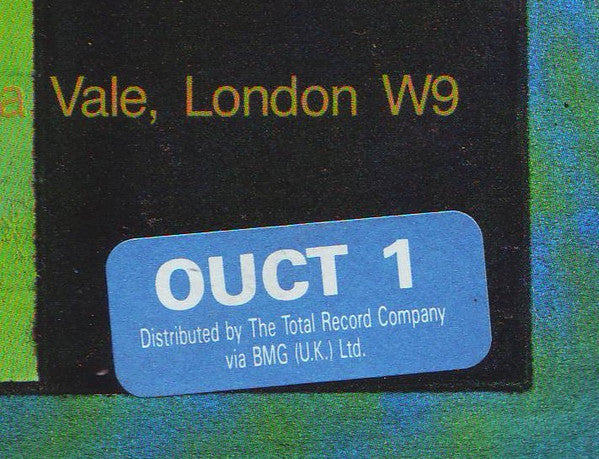 a Vale, London W9
OUCT 1
Distributed by The Total Record Company
via BMG (U.K.) Ltd.